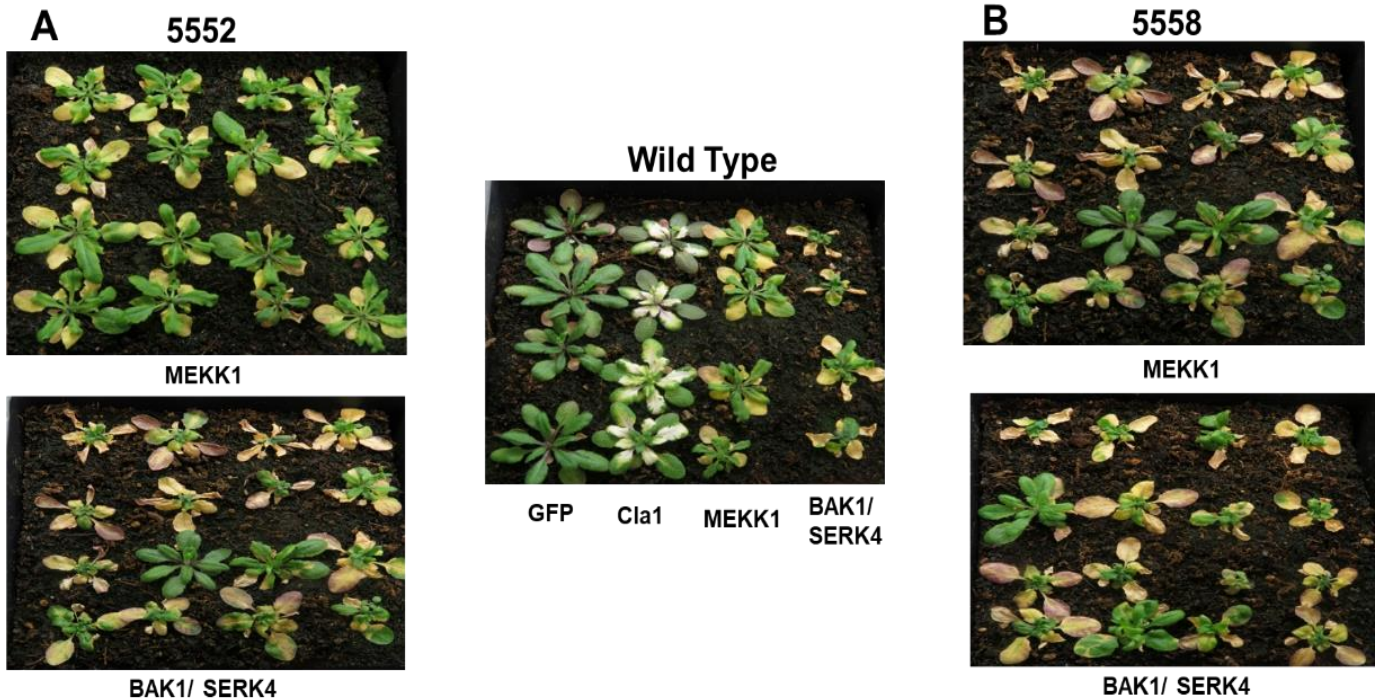 A
5552
MEKK1
BAK1/ SERK4
Wild Type
GFP Cla1 MEKK1 BAK1/
SERK4
B
5558
MEKK1
BAK1/ SERK4